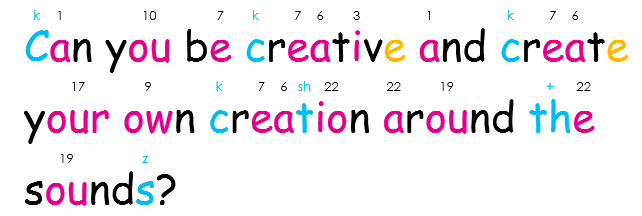 k 1 10 7 k 7 6 3 1 k 7 6
Can you be creative and create
17 9 k 7 6 sh 22 22 19 + 22
your own creation around the
19 z
sounds?